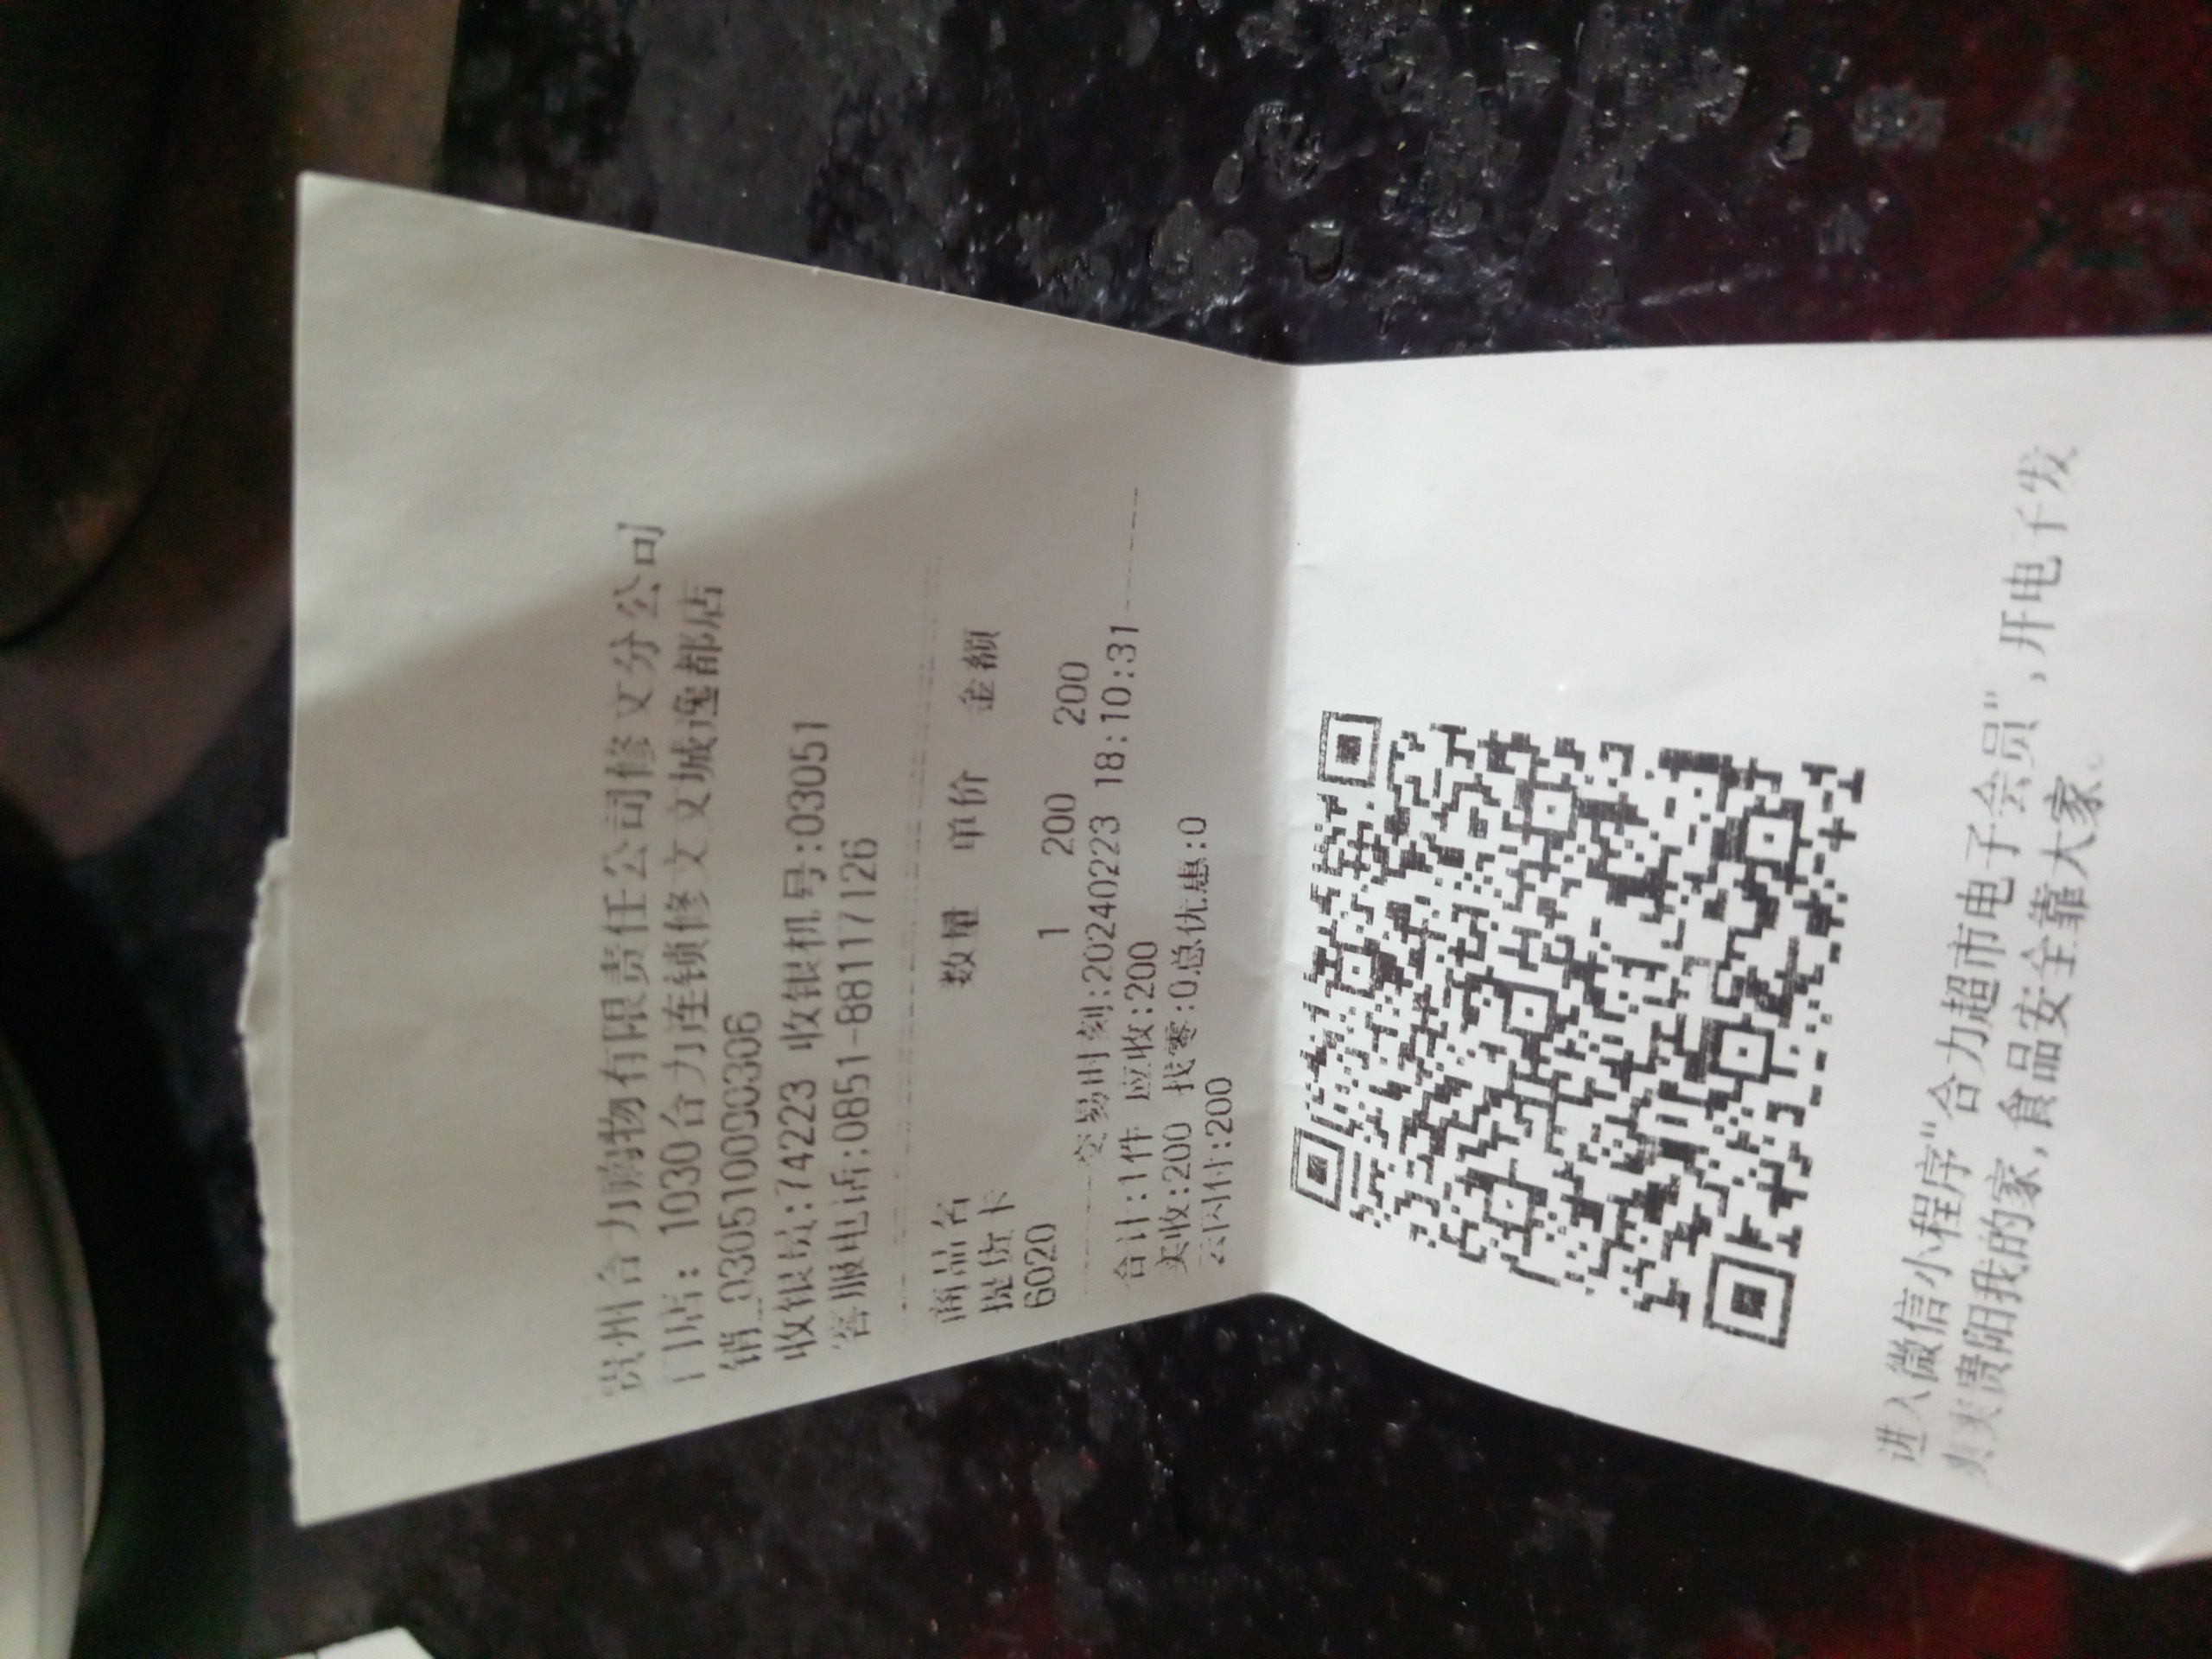 贵州合力购物有限责任公司修文分公司
门店: 1030合力连锁修文文城逸都店
销_0305100000306
收银员:74223 收银机号:03051
客服电话:0851-88117126
商品名 数量 单价 金额
提货卡
6020 1 200 200
交易时刻:20240223 18:10:31
合计:1件 应收:200
实收:200 找零:0总优惠:0
云闪付:200
进入微信小程序"合力超市电子会员",开电子发
爽爽贵阳我的家,食品安全靠大家。